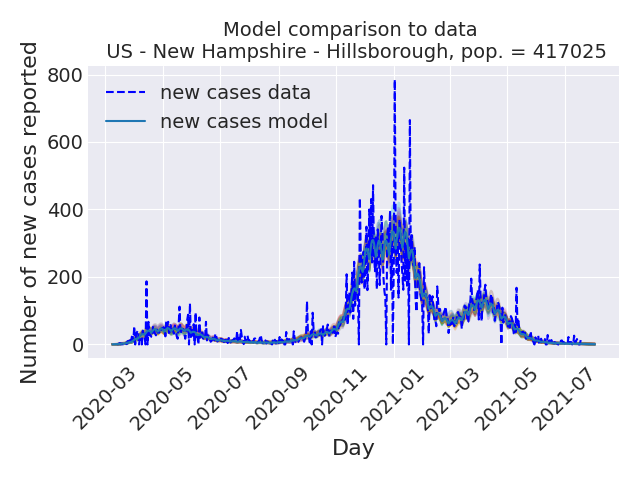 Model comparison to data
US - New Hampshire - Hillsborough, pop. = 417025
Number of new cases reported
800
600
400
200
0
new cases data
new cases model
2020-03
2020-05
2020-07
2020-09
2020-11
2021-01
2021-03
2021-05
2021-07
Day